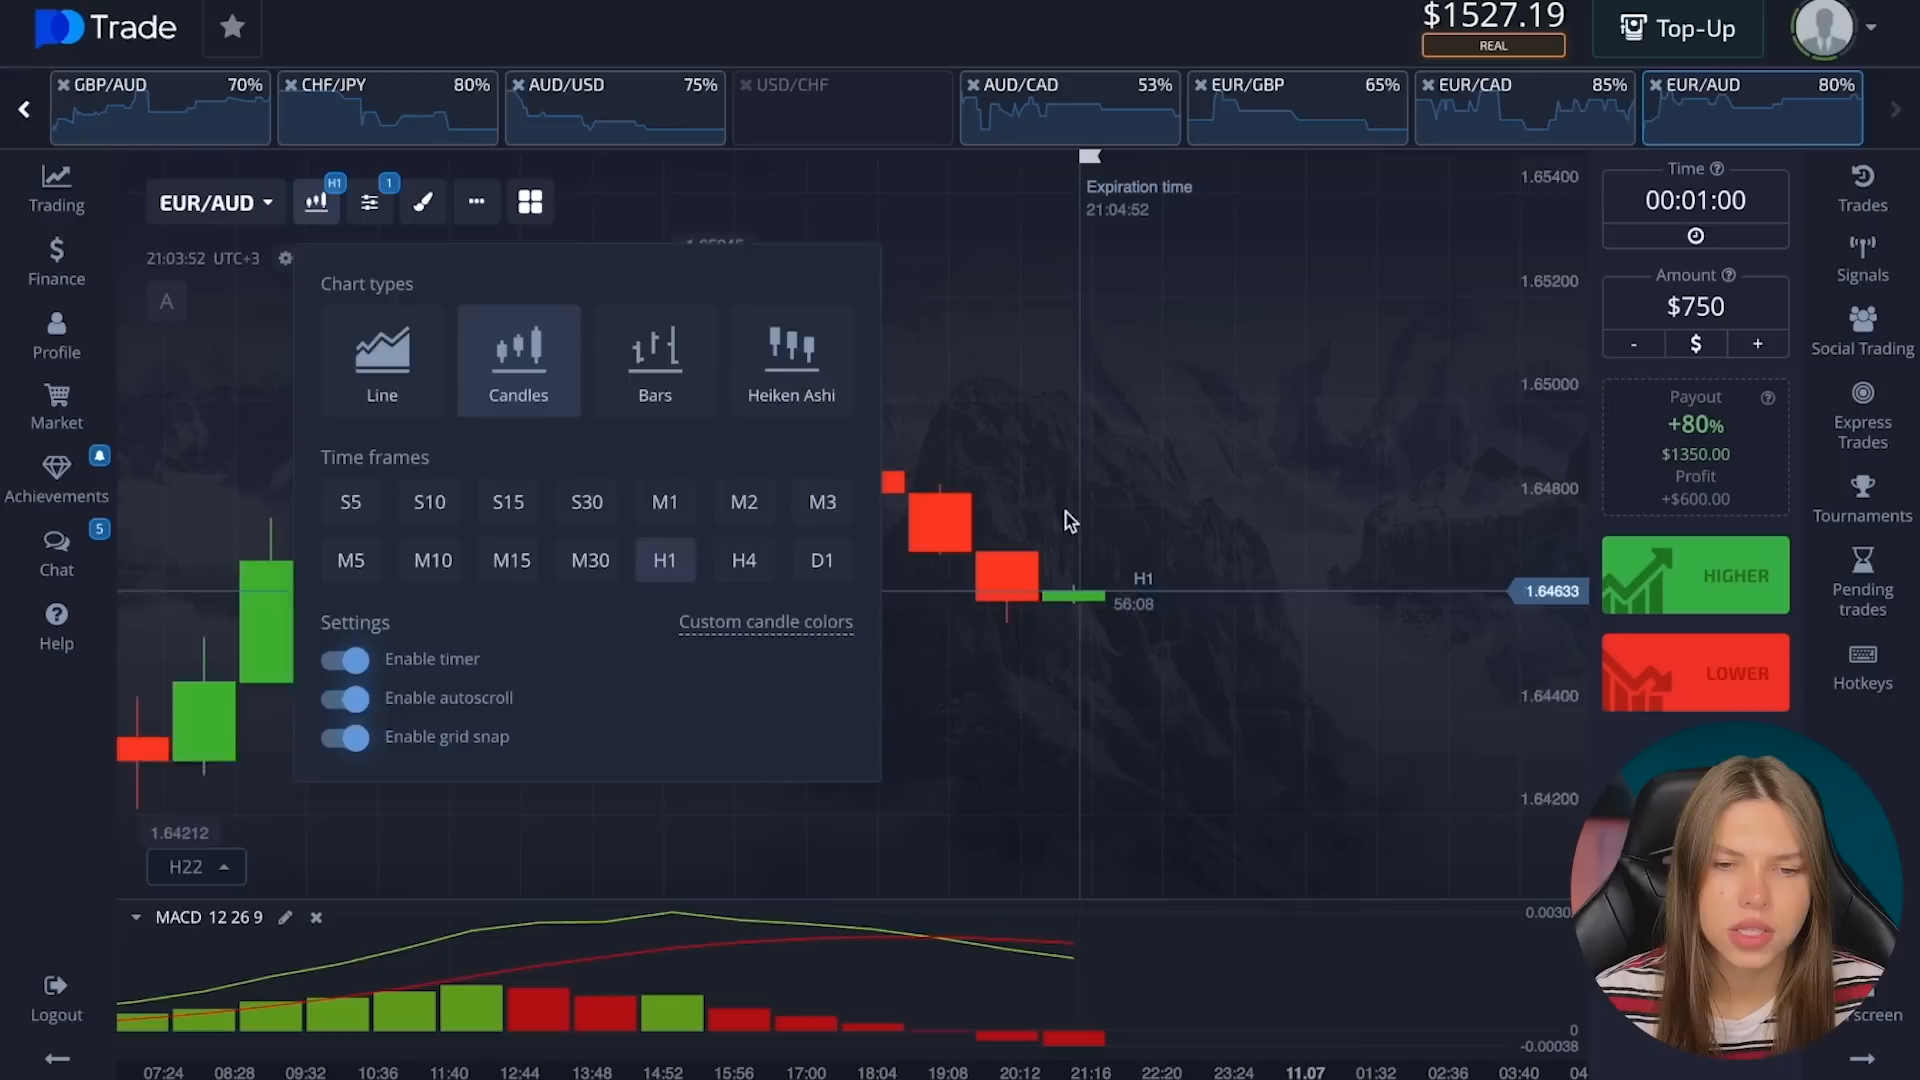 Trade
$1527.19
REAL
Top-Up
GBP/AUD 70%
CHF/JPY 80%
AUD/USD 75%
USD/CHF
AUD/CAD 53%
EUR/GBP 65%
EUR/CAD 85%
EUR/AUD 80%
Trading
Finance
Profile
Market
Achievements
Chat
5
Help
Logout
EUR/AUD
H1
1
21:03:52 UTC+3
A
Chart types
Line
Candles
Bars
Heiken Ashi
Time frames
S5 S10 S15 S30 M1 M2 M3
M5 M10 M15 M30 H1 H4 D1
Settings
Custom candle colors
Enable timer
Enable autoscroll
Enable grid snap
1.64212
H22
Expiration time
21:04:52
H1
56:08
1.65400
1.65200
1.65000
1.64800
1.64633
1.64400
1.64200
MACD 12 26 9
0.0030
0
-0.00038
07:24 08:28 09:32 10:36 11:40 12:44 13:48 14:52 15:56 17:00 18:04 19:08 20:12 21:16 22:20 23:24 11.07 01:32 02:36 03:40 04
Time
00:01:00
Amount
$750
- $ +
Payout
+80%
$1350.00
Profit
+$600.00
HIGHER
LOWER
Trades
Signals
Social Trading
Express
Trades
Tournaments
Pending
trades
Hotkeys
screen